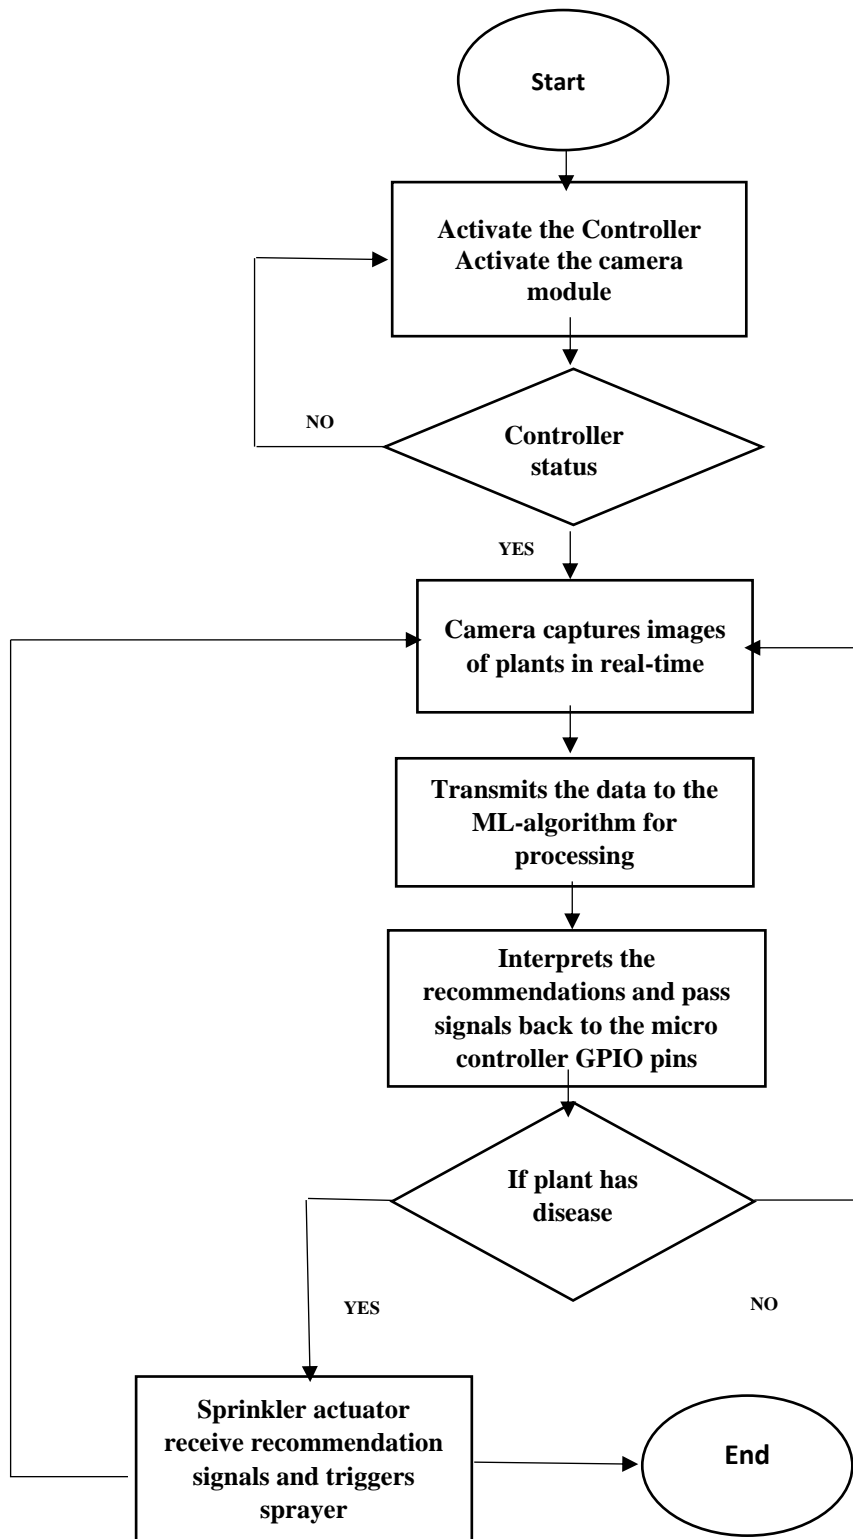 Start
Activate the Controller
Activate the camera
module
NO
Controller
status
YES
Camera captures images
of plants in real-time
Transmits the data to the
ML-algorithm for
processing
Interprets the
recommendations and pass
signals back to the micro
controller GPIO pins
If plant has
disease
YES
NO
Sprinkler actuator
receive recommendation
signals and triggers
sprayer
End